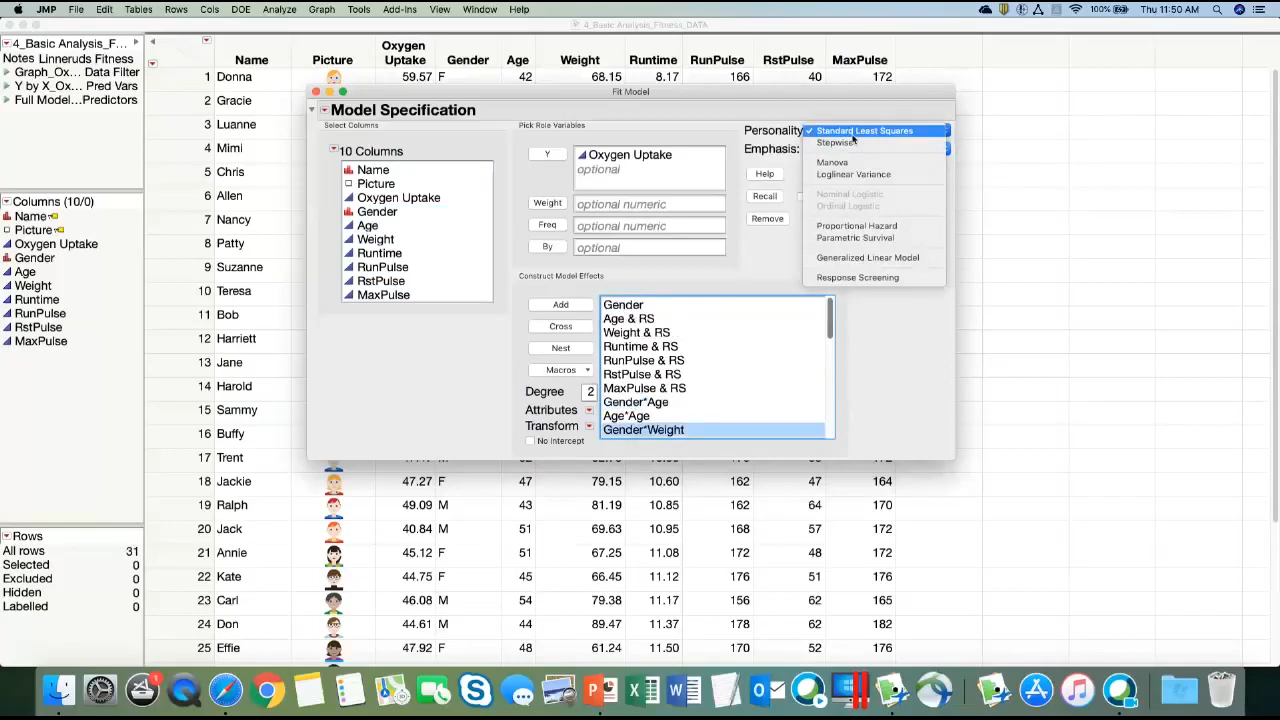 JMP File Edit Tables Rows Cols DOE Analyze Graph Tools Add-Ins View Window Help 100% Thu 11:50 AM
4_Basic Analysis_Fitness_DATA
4_Basic Analysis_F...
Notes Linneruds Fitness
Graph_Ox... Data Filter
Y by X_Ox... Pred Vars
Full Model...Predictors
Columns (10/0)
Name
Picture
Oxygen Uptake
Gender
Age
Weight
Runtime
RunPulse
RstPulse
MaxPulse
Rows
All rows 31
Selected 0
Excluded 0
Hidden 0
Labelled 0
Name Picture Oxygen Uptake Gender Age Weight Runtime RunPulse RstPulse MaxPulse
1 Donna 59.57 F 42 68.15 8.17 166 40 172
2 Gracie
3 Luanne
4 Mimi
5 Chris
6 Allen
7 Nancy
8 Patty
9 Suzanne
10 Teresa
11 Bob
12 Harriett
13 Jane
14 Harold
15 Sammy
16 Buffy
17 Trent
18 Jackie 47.27 F 47 79.15 10.60 162 47 164
19 Ralph 49.09 M 43 81.19 10.85 162 64 170
20 Jack 40.84 M 51 69.63 10.95 168 57 172
21 Annie 45.12 F 51 67.25 11.08 172 48 172
22 Kate 44.75 F 45 66.45 11.12 176 51 176
23 Carl 46.08 M 54 79.38 11.17 156 62 165
24 Don 44.61 M 44 89.47 11.37 178 62 182
25 Effie 47.92 F 48 61.24 11.50 170 52 176
Fit Model
Model Specification
Select Columns
10 Columns
Name
Picture
Oxygen Uptake
Gender
Age
Weight
Runtime
RunPulse
RstPulse
MaxPulse
Pick Role Variables
Y Oxygen Uptake
optional
Weight optional numeric
Freq optional numeric
By optional
Personality
Emphasis:
Help
Recall
Remove
Standard Least Squares
Stepwise
Manova
Loglinear Variance
Nominal Logistic
Ordinal Logistic
Proportional Hazard
Parametric Survival
Generalized Linear Model
Response Screening
Construct Model Effects
Add
Cross
Nest
Macros
Degree 2
Attributes
Transform
No Intercept
Gender
Age & RS
Weight & RS
Runtime & RS
RunPulse & RS
RstPulse & RS
MaxPulse & RS
Gender*Age
Age*Age
Gender*Weight